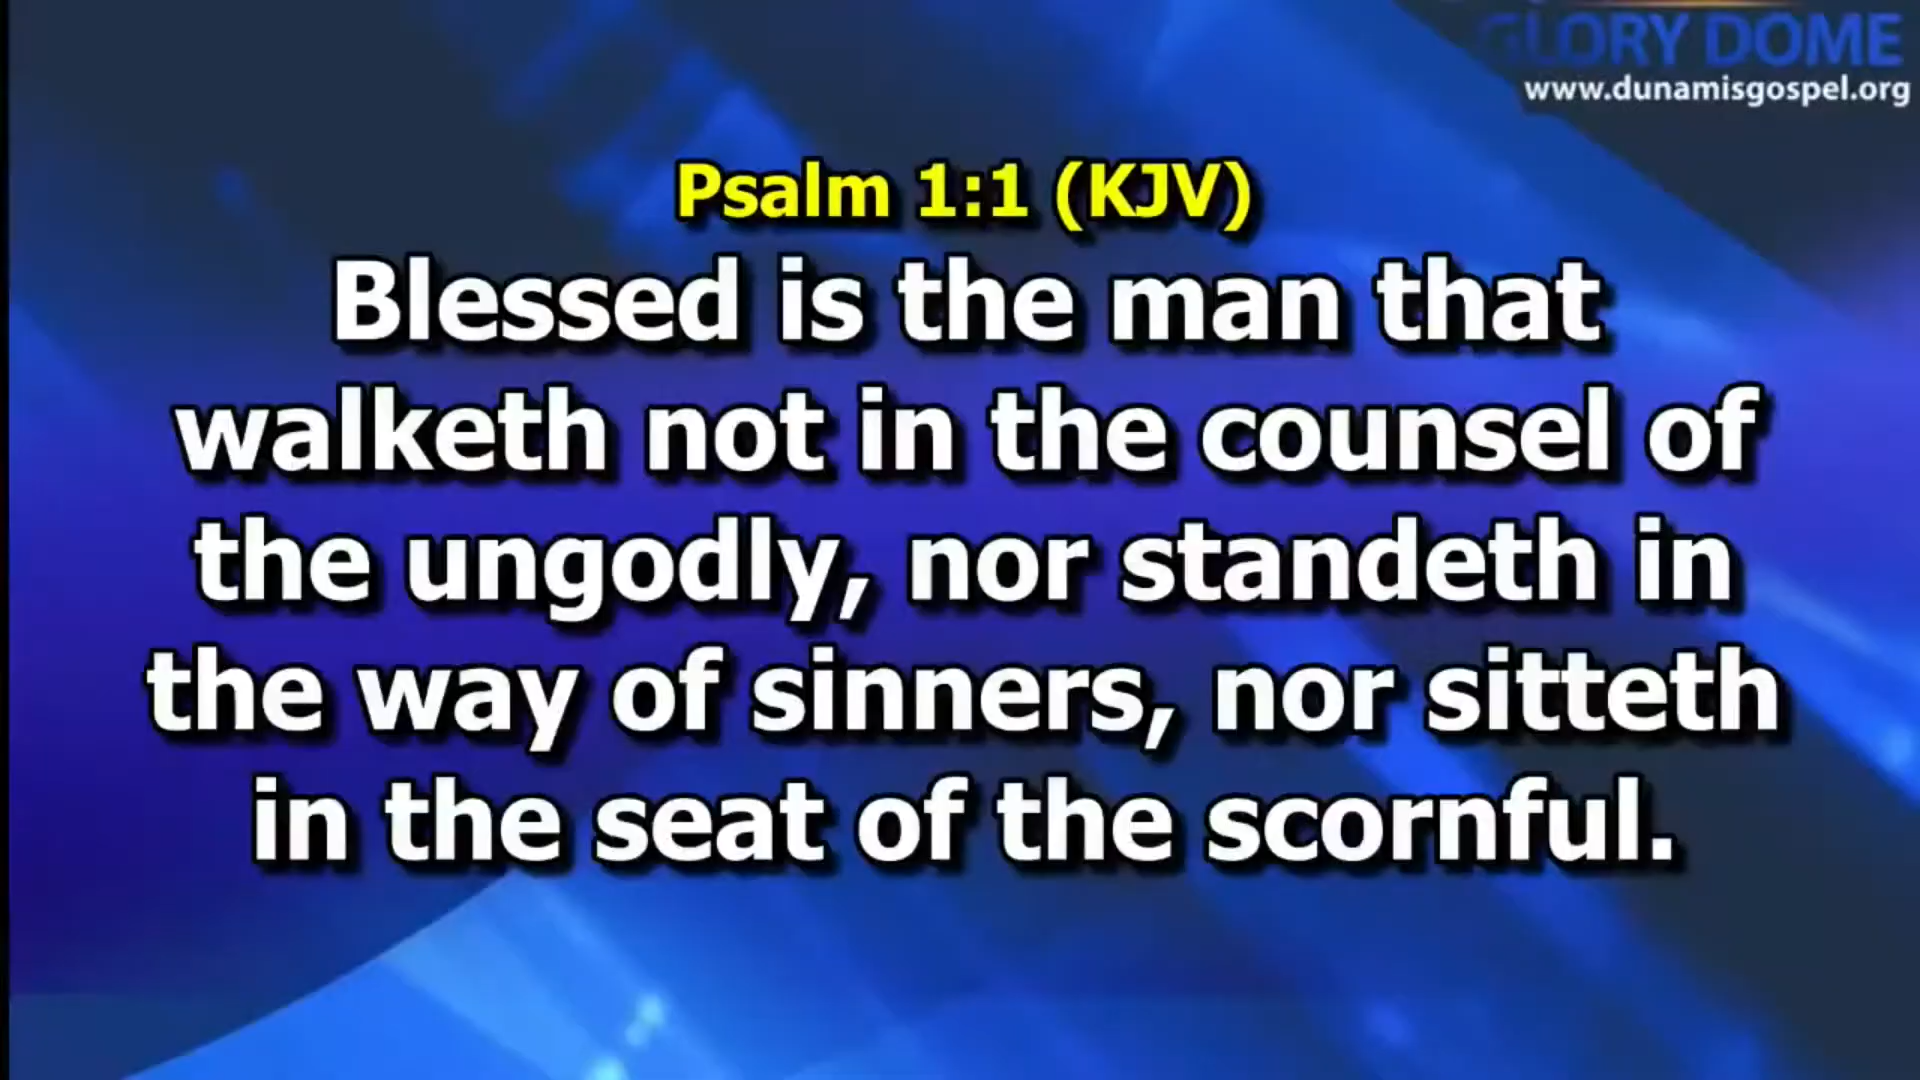 GLORY DOME
www.dunamisgospel.org
Psalm 1:1 (KJV)
Blessed is the man that
walketh not in the counsel of
the ungodly, nor standeth in
the way of sinners, nor sitteth
in the seat of the scornful.